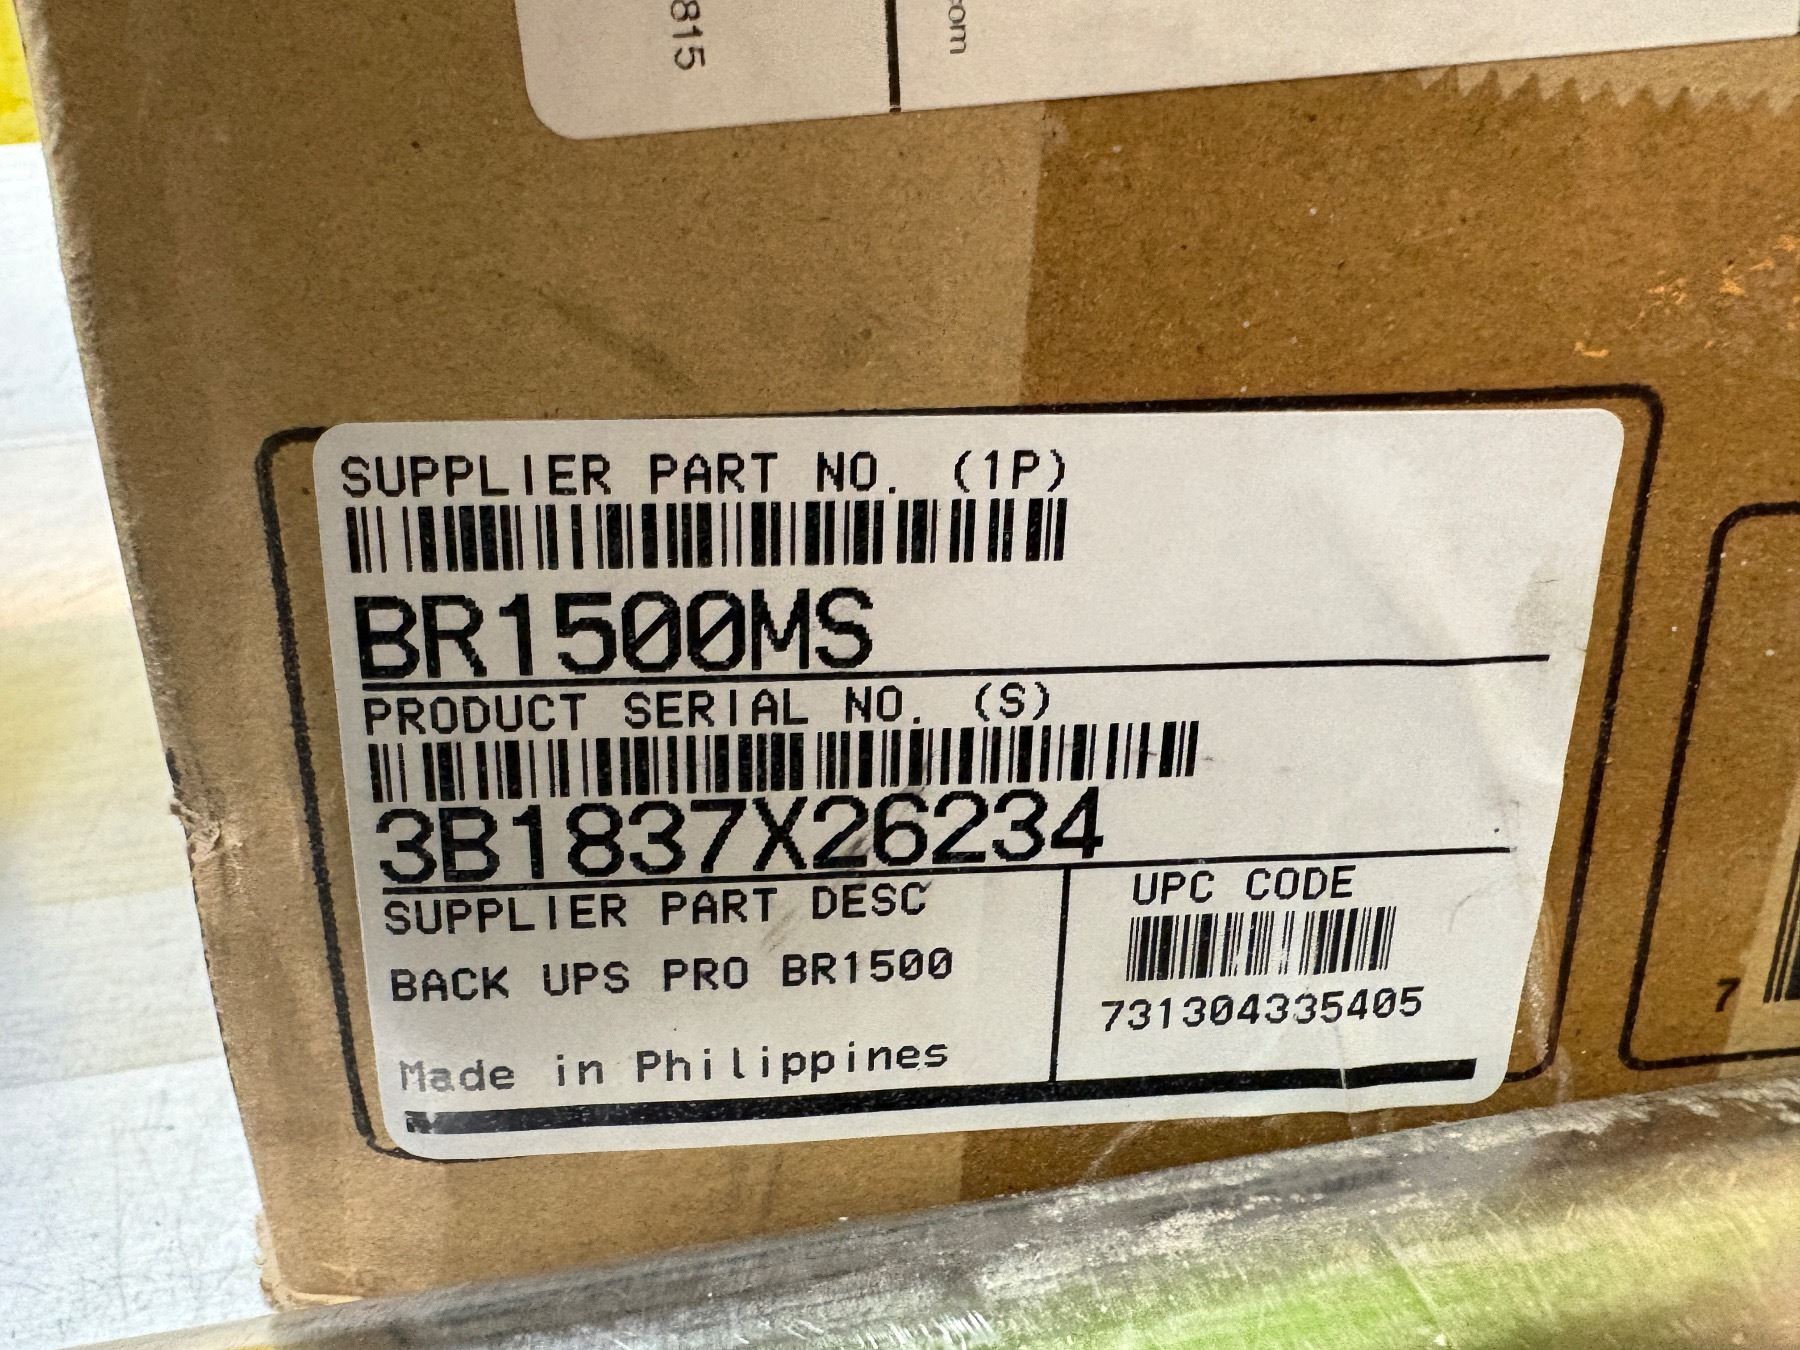 815
com
SUPPLIER PART NO. (1P)
BR1500MS
PRODUCT SERIAL NO. (S)
3B1837X26234
SUPPLIER PART DESC
BACK UPS PRO BR1500
Made in Philippines
UPC CODE
731304335405
7